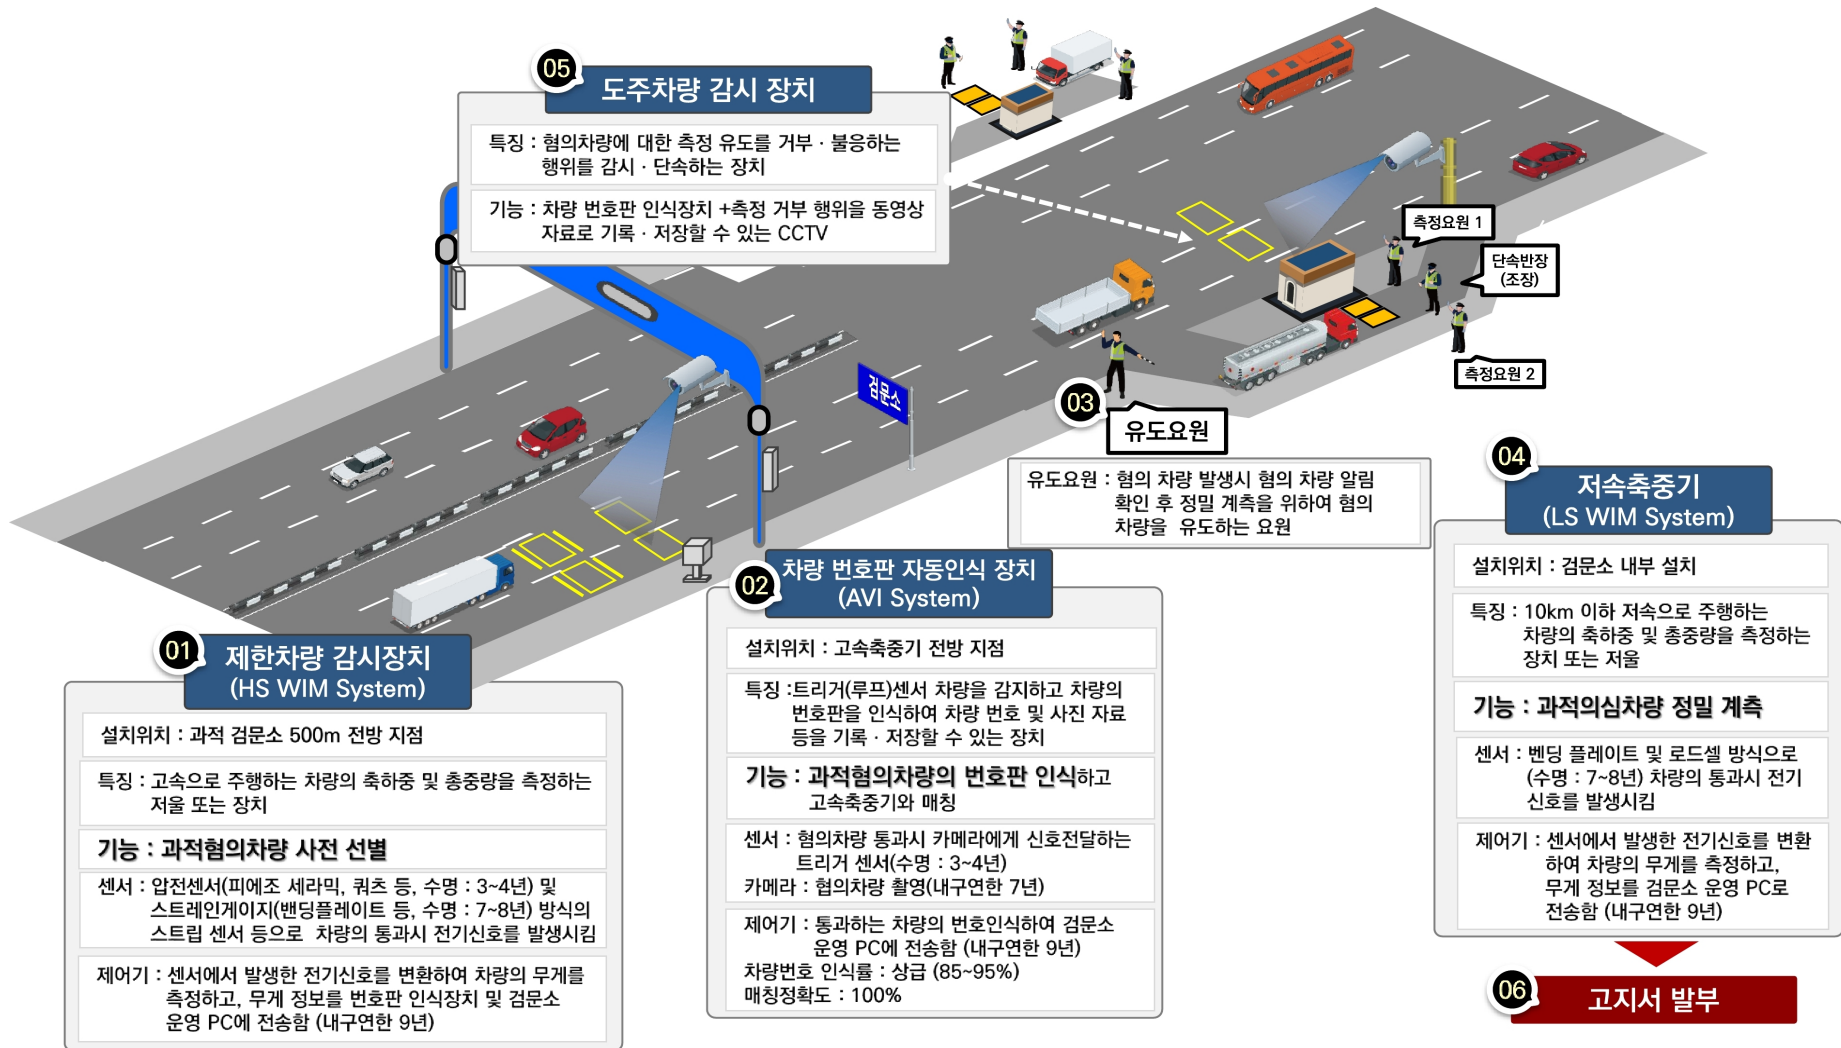 05
도주차량 감시 장치
특징 : 혐의차량에 대한 측정 유도를 거부 · 불응하는
행위를 감시 · 단속하는 장치
기능 : 차량 번호판 인식장치 +측정 거부 행위을 동영상
자료로 기록 · 저장할 수 있는 CCTV
측정요원 1
단속반장
(조장)
측정요원 2
검문소
03
유도요원
유도요원 : 혐의 차량 발생시 혐의 차량 알림
확인 후 정밀 계측을 위하여 혐의
차량을 유도하는 요원
01
제한차량 감시장치
(HS WIM System)
설치위치 : 과적 검문소 500m 전방 지점
특징 : 고속으로 주행하는 차량의 축하중 및 총중량을 측정하는
저울 또는 장치
기능 : 과적혐의차량 사전 선별
센서 : 압전센서(피에조 세라믹, 쿼츠 등, 수명 : 3~4년) 및
스트레인게이지(밴딩플레이트 등, 수명 : 7~8년) 방식의
스트립 센서 등으로 차량의 통과시 전기신호를 발생시킴
제어기 : 센서에서 발생한 전기신호를 변환하여 차량의 무게를
측정하고, 무게 정보를 번호판 인식장치 및 검문소
운영 PC에 전송함 (내구연한 9년)
02
차량 번호판 자동인식 장치
(AVI System)
설치위치 : 고속축중기 전방 지점
특징 :트리거(루프)센서 차량을 감지하고 차량의
번호판을 인식하여 차량 번호 및 사진 자료
등을 기록 · 저장할 수 있는 장치
기능 : 과적혐의차량의 번호판 인식하고
고속축중기와 매칭
센서 : 혐의차량 통과시 카메라에게 신호전달하는
트리거 센서(수명 : 3~4년)
카메라 : 협의차량 촬영(내구연한 7년)
제어기 : 통과하는 차량의 번호인식하여 검문소
운영 PC에 전송함 (내구연한 9년)
차량번호 인식률 : 상급 (85~95%)
매칭정확도 : 100%
04
저속축중기
(LS WIM System)
설치위치 : 검문소 내부 설치
특징 : 10km 이하 저속으로 주행하는
차량의 축하중 및 총중량을 측정하는
장치 또는 저울
기능 : 과적의심차량 정밀 계측
센서 : 벤딩 플레이트 및 로드셀 방식으로
(수명 : 7~8년) 차량의 통과시 전기
신호를 발생시킴
제어기 : 센서에서 발생한 전기신호를 변환
하여 차량의 무게를 측정하고,
무게 정보를 검문소 운영 PC로
전송함 (내구연한 9년)
06
고지서 발부